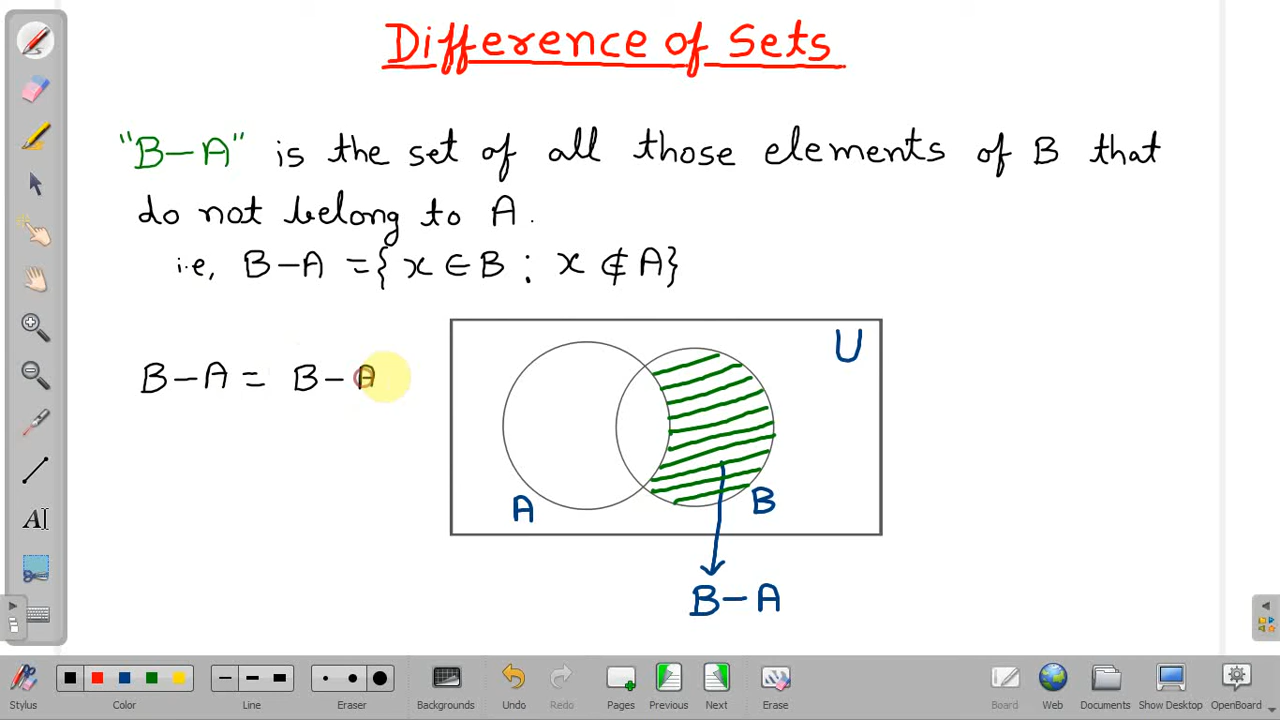 Difference of Sets
"B-A" is the set of all those elements of B that
do not belong to A.
i.e, B-A = { x ∈ B : x ∉ A}
B-A = B-A
U
A
B
B-A
Stylus Color Line Eraser Backgrounds Undo Redo Pages Previous Next Erase Board Web Documents Show Desktop OpenBoard